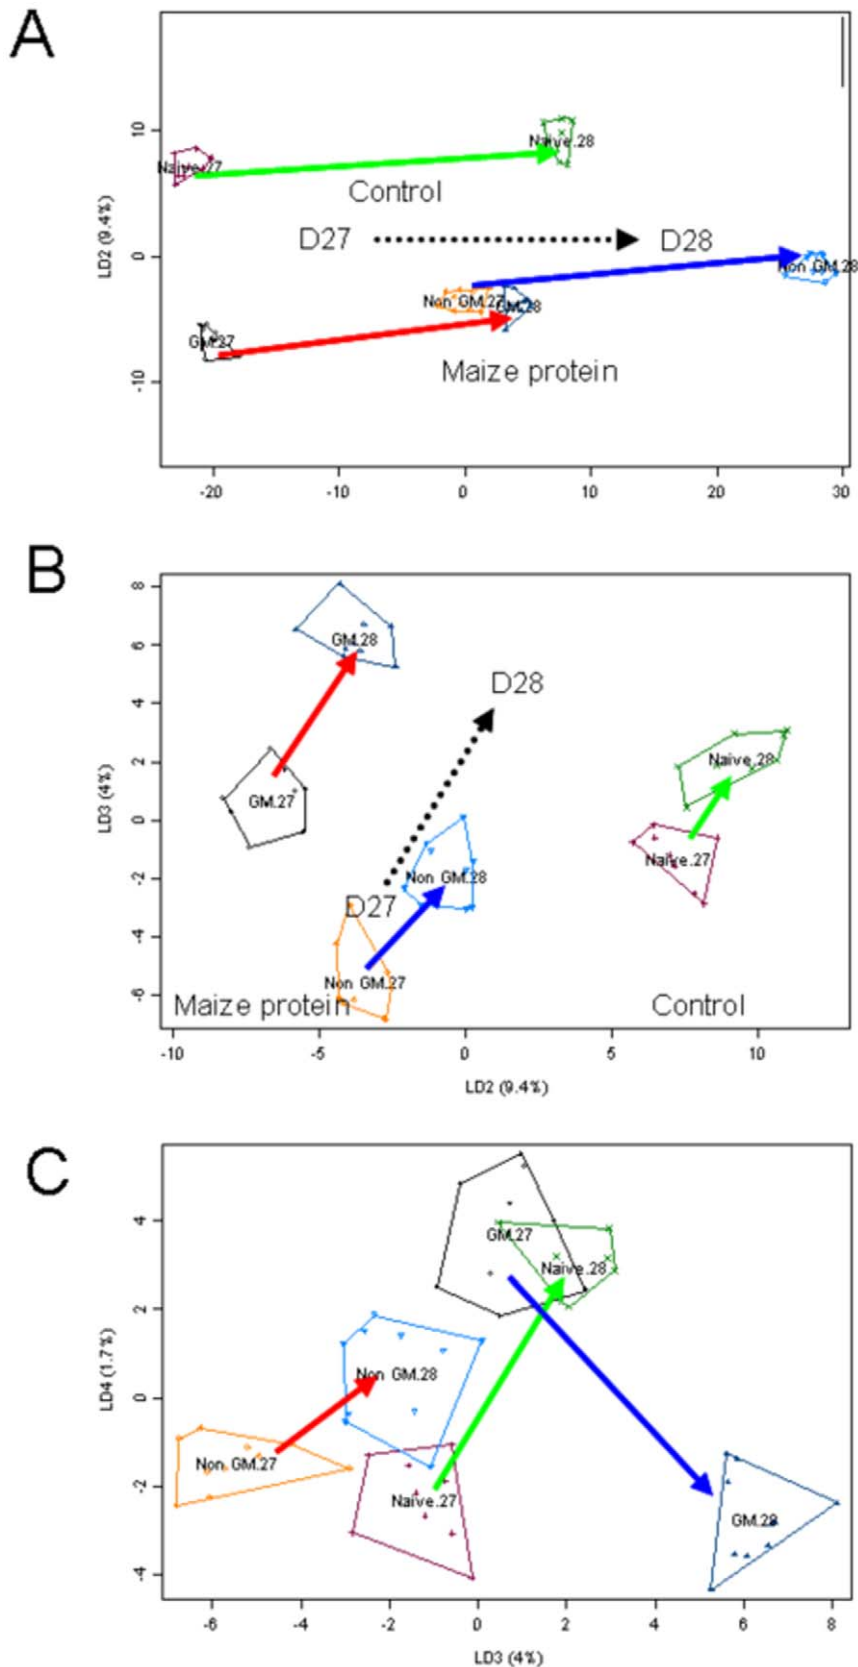 A
10
Naive.27
Naive.28
Control
LD2 (9.4%)
D27
D28
0
Non GM.28
Non GM.27
GM.28
GM.27
Maize protein
-10
-20 -10 0 10 20 30
B
8
GM.28
6
D28
4
2
Naive.28
LD3 (4%)
GM.27
0
Naive.27
-2
Non GM.28
D27
-4
Non GM.27
-6
Maize protein
Control
-10 -5 0 5 10
LD2 (9.4%)
C
4
GM.27
Naive.28
2
LD4 (1.7%)
Non GM.28
0
Non GM.27
-2
Naive.27
GM.28
-4
-6 -4 -2 0 2 4 6 8
LD3 (4%)